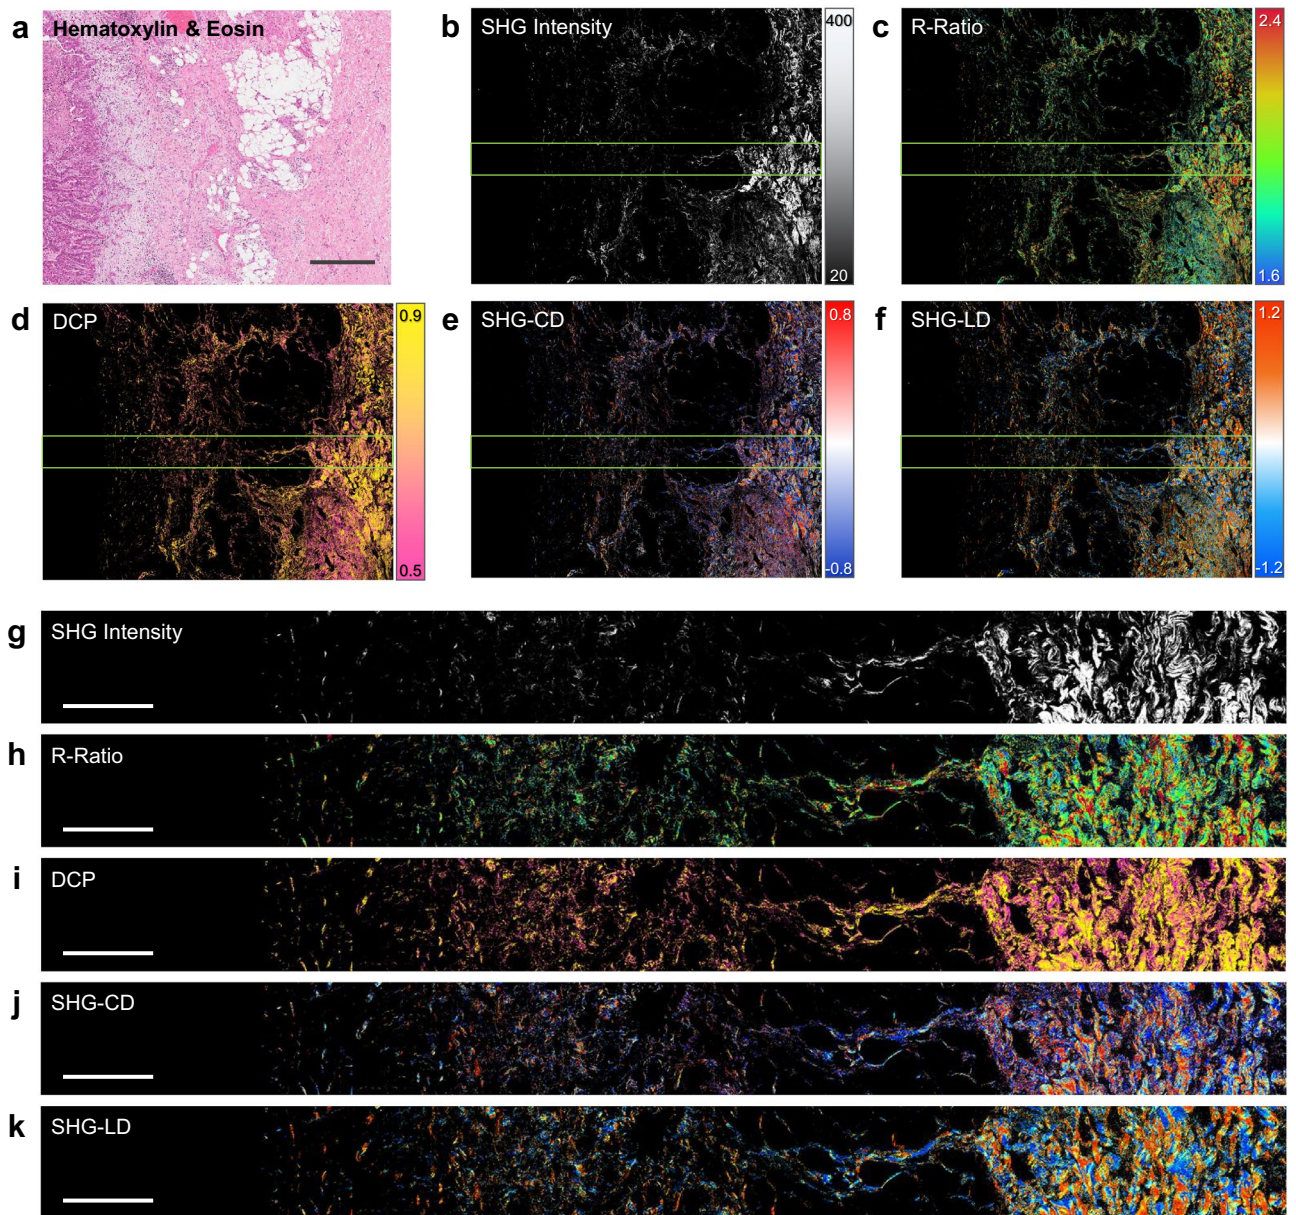 a Hematoxylin & Eosin
b SHG Intensity
400
20
c R-Ratio
2.4
1.6
d DCP
0.9
0.5
e SHG-CD
0.8
-0.8
f SHG-LD
1.2
-1.2
g SHG Intensity
h R-Ratio
i DCP
j SHG-CD
k SHG-LD